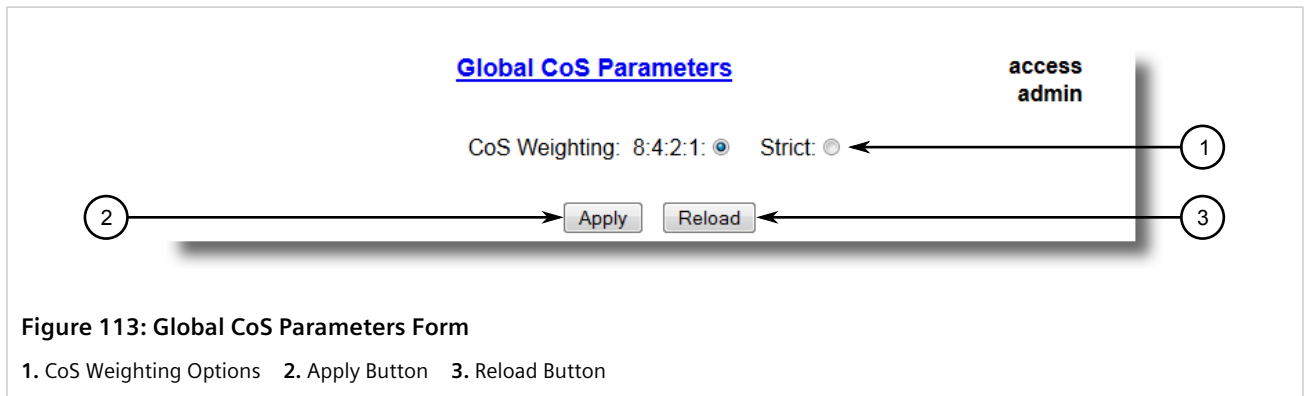 Global CoS Parameters
access
admin
CoS Weighting: 8:4:2:1: Strict:
1
2
Apply Reload
3
Figure 113: Global CoS Parameters Form
1. CoS Weighting Options 2. Apply Button 3. Reload Button